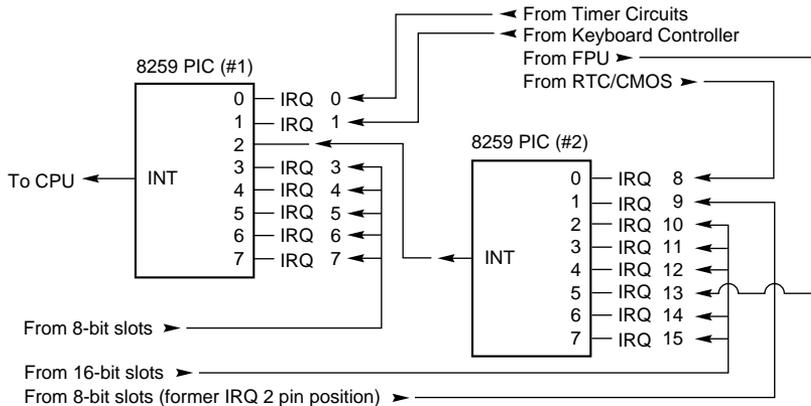 From Timer Circuits
From Keyboard Controller
From FPU
From RTC/CMOS
8259 PIC (#1)
0 IRQ 0
1 IRQ 1
2
3 IRQ 3
4 IRQ 4
5 IRQ 5
6 IRQ 6
7 IRQ 7
To CPU
INT
8259 PIC (#2)
0 IRQ 8
1 IRQ 9
2 IRQ 10
3 IRQ 11
4 IRQ 12
5 IRQ 13
6 IRQ 14
7 IRQ 15
INT
From 8-bit slots
From 16-bit slots
From 8-bit slots (former IRQ 2 pin position)